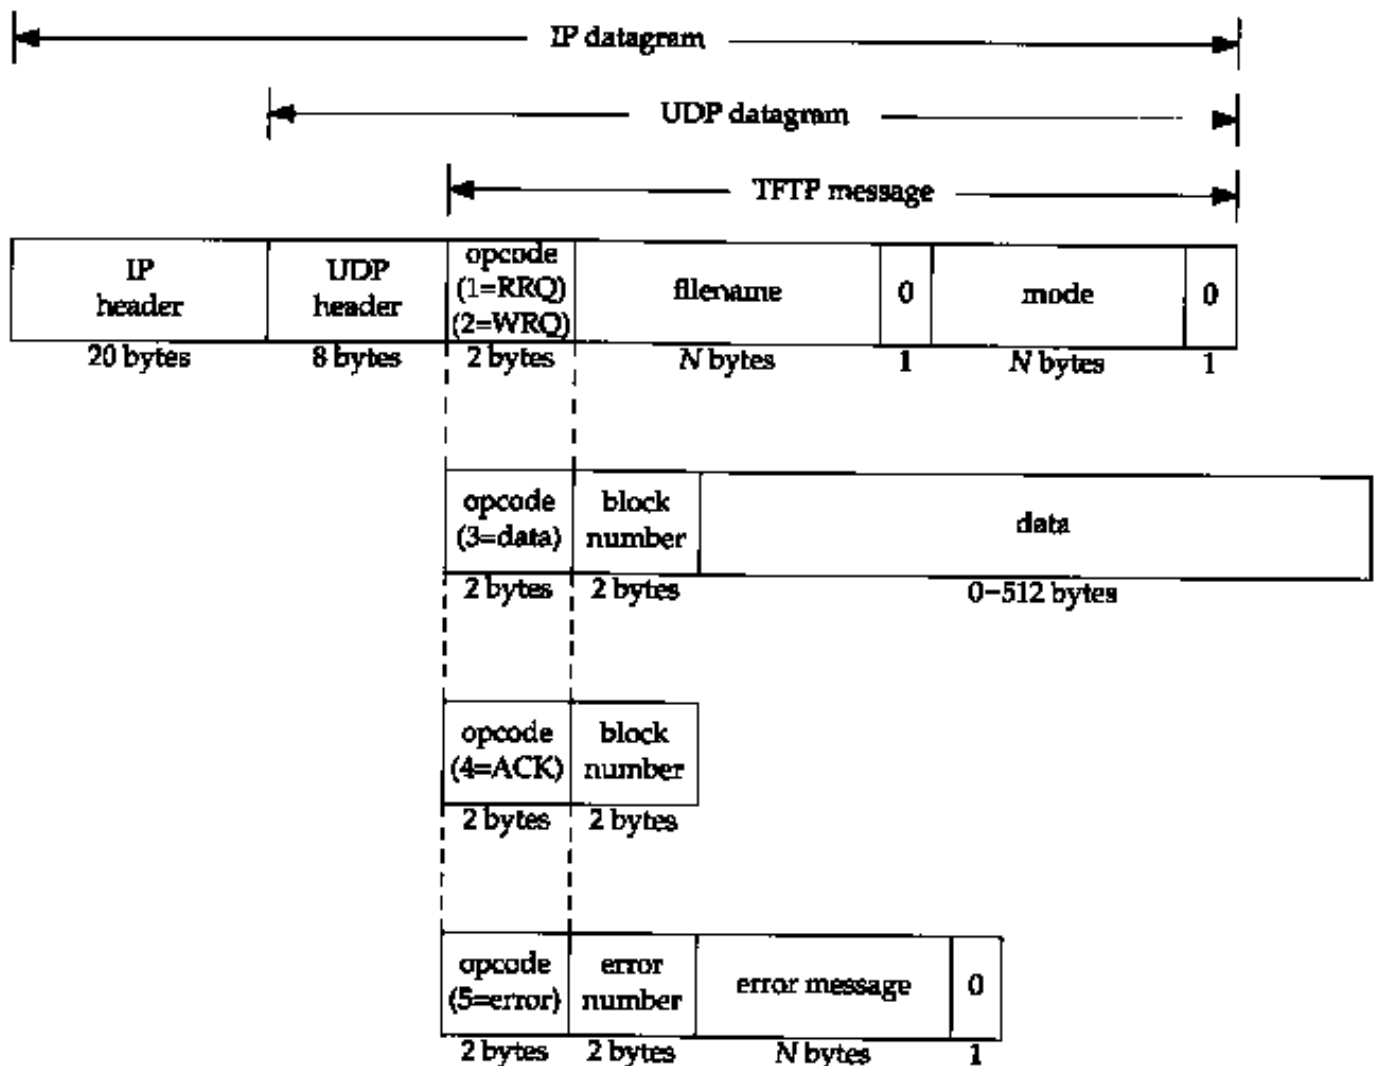 IP datagram
UDP datagram
TFTP message
IP
header
UDP
header
opcode
(1=RRQ)
(2=WRQ)
filename
0
mode
0
20 bytes
8 bytes
2 bytes
N bytes
1
N bytes
1
opcode
(3=data)
block
number
data
2 bytes
2 bytes
0−512 bytes
opcode
(4=ACK)
block
number
2 bytes
2 bytes
opcode
(5=error)
error
number
error message
0
2 bytes
2 bytes
N bytes
1